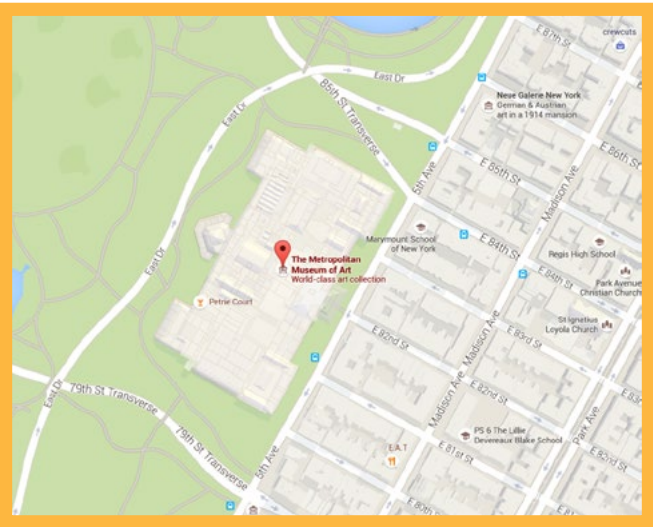 crewcuts
E 87th St
East Dr
Neue Galerie New York
German & Austrian
art in a 1914 mansion
85th St Transverse
East Dr
E 86th St
E 85th St
5th Ave
Madison Ave
Marymount School
of New York
E 84th St
Regis High School
The Metropolitan
Museum of Art
World-class art collection
East Dr
E 84th St
Park Avenue
Christian Church
Petrie Court
St Ignatius
Loyola Church
E 82nd St
Madison Ave
E 83rd St
East Dr
79th St Transverse
Madison Ave
E 82nd St
E 83
Park Ave
PS 6 The Lillie
Devereaux Blake School
79th St Transverse
5th Ave
E.A.T
E 81st St
E 82nd St
E 80th St